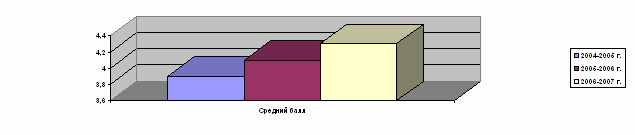 4,4
4,2
4
3,8
3,6
Средний балл
2004-2005 г.
2005-2006 г.
2006-2007 г.